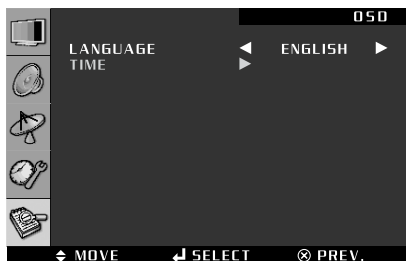 OSD
LANGUAGE ◀ ENGLISH ▶
TIME ▶
MOVE SELECT PREV.